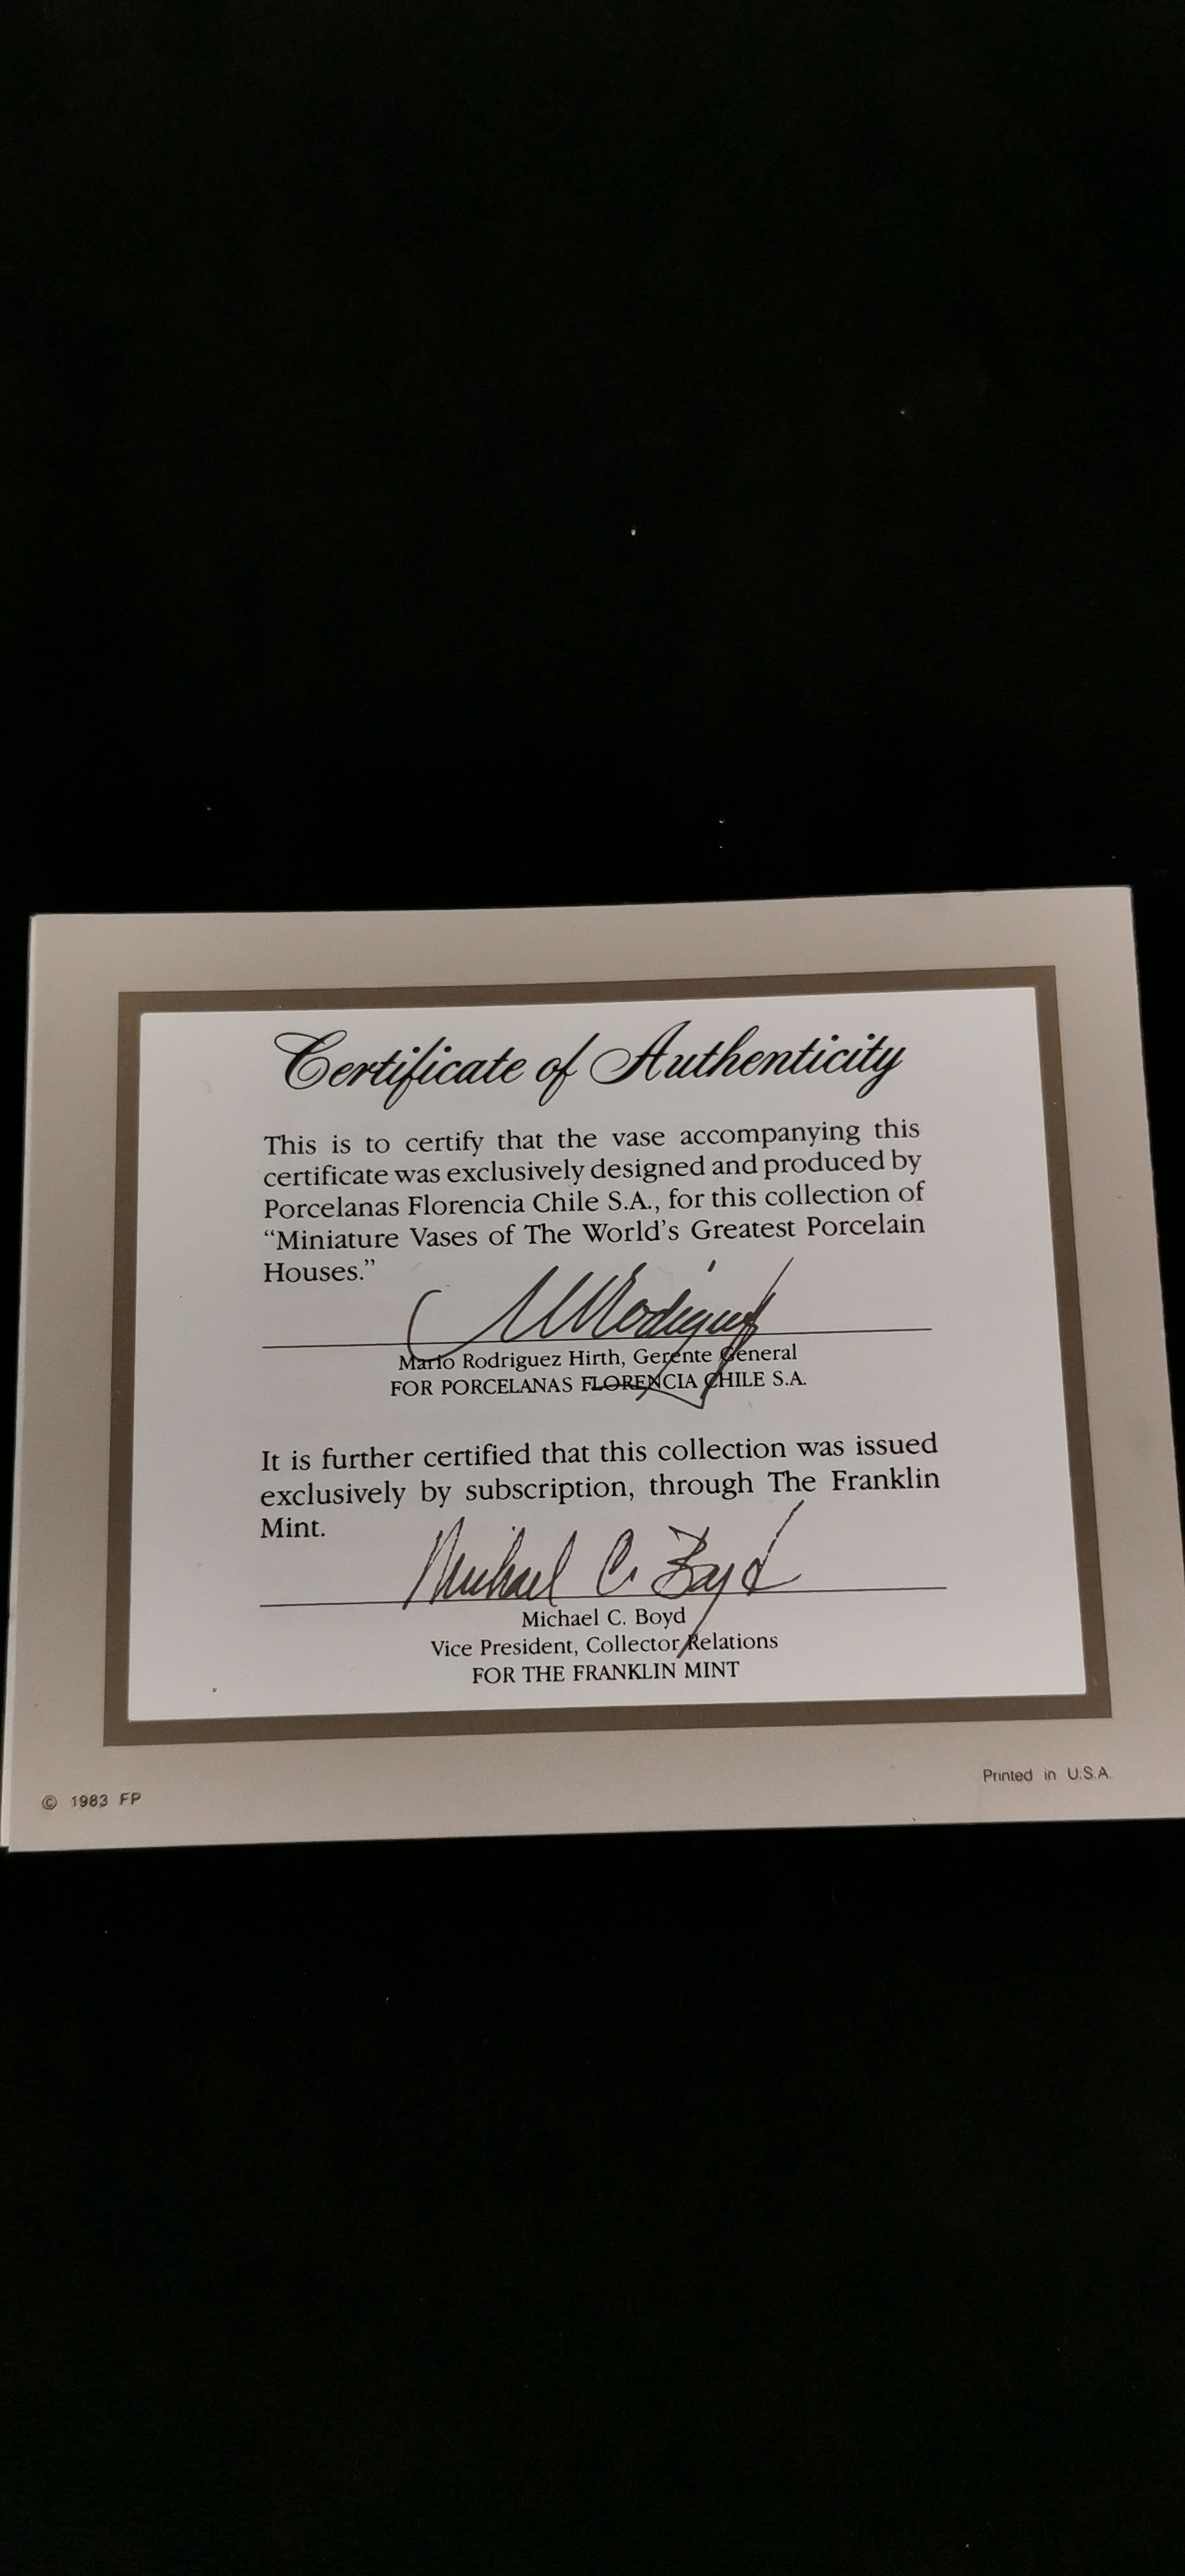 Certificate of Authenticity
This is to certify that the vase accompanying this
certificate was exclusively designed and produced by
Porcelanas Florencia Chile S.A., for this collection of
“Miniature Vases of The World’s Greatest Porcelain
Houses.”
Mario Rodriguez Hirth, Gerente General
FOR PORCELANAS FLORENCIA CHILE S.A.
It is further certified that this collection was issued
exclusively by subscription, through The Franklin
Mint.
Michael C. Boyd
Michael C. Boyd
Vice President, Collector Relations
FOR THE FRANKLIN MINT
© 1983 FP
Printed in U.S.A.